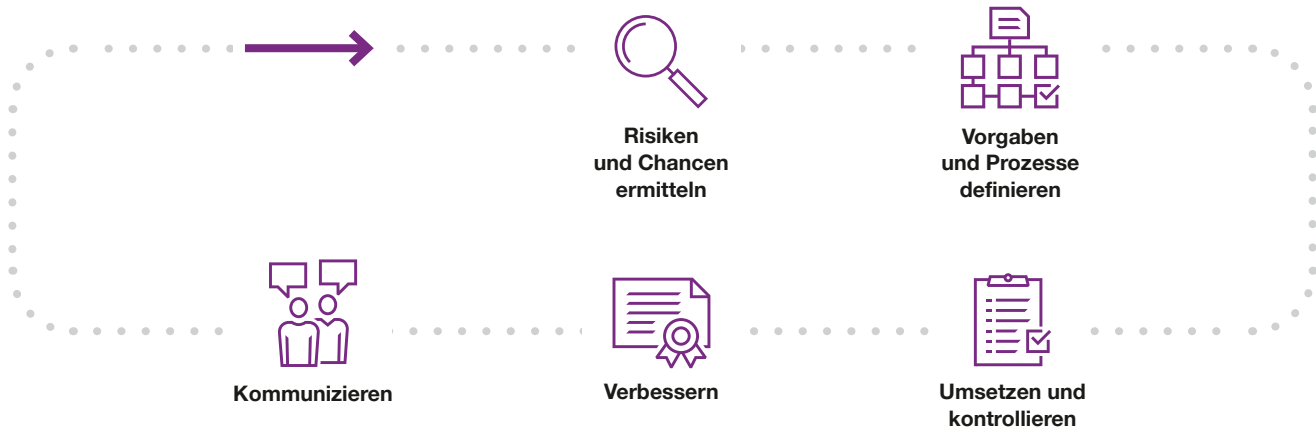 Risiken
und Chancen
ermitteln
Vorgaben
und Prozesse
definieren
Kommunizieren
Verbessern
Umsetzen und
kontrollieren